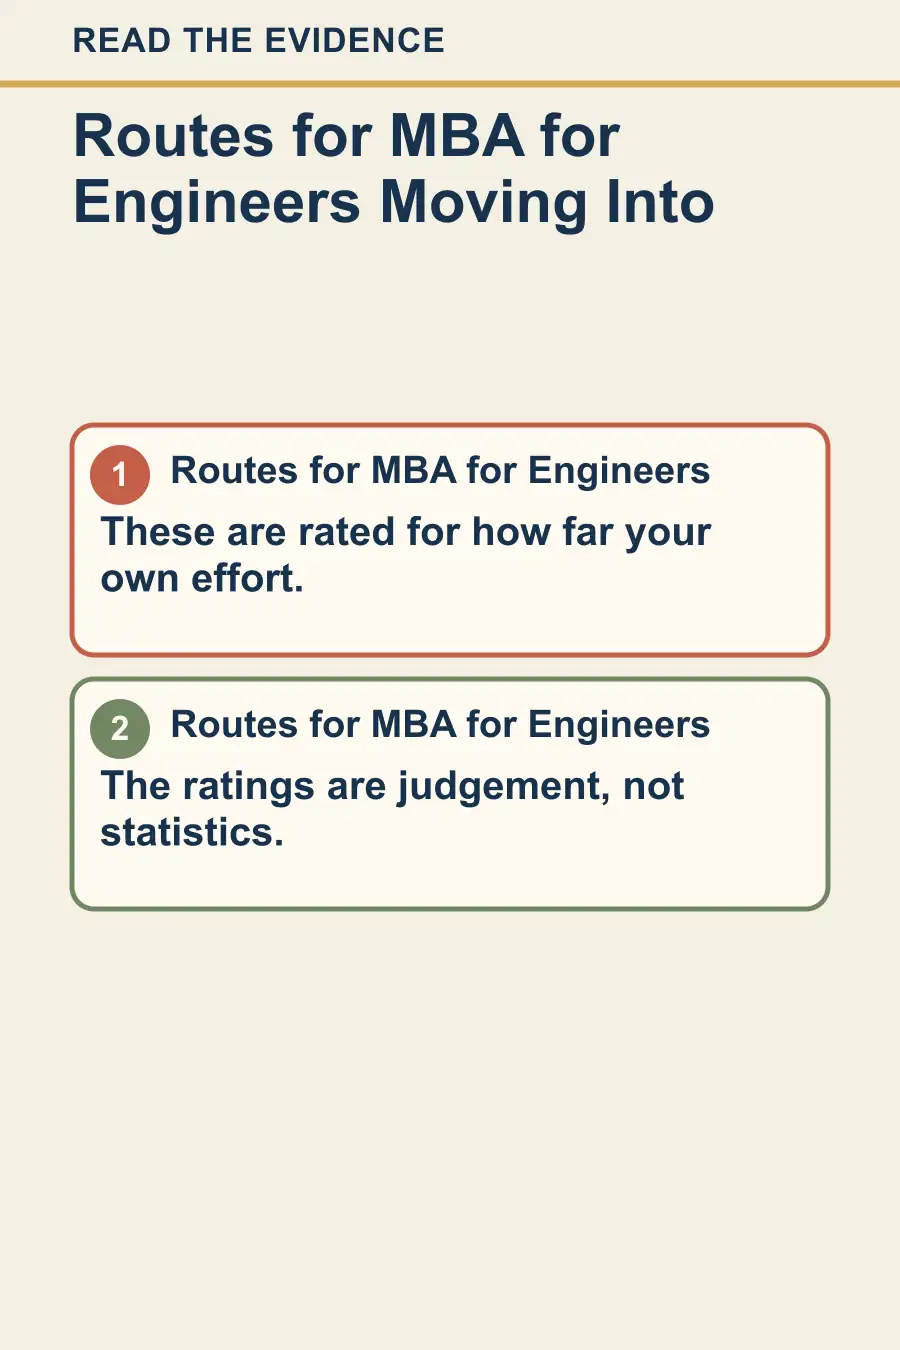 READ THE EVIDENCE
Routes for MBA for
Engineers Moving Into
1 Routes for MBA for Engineers
These are rated for how far your
own effort.
2 Routes for MBA for Engineers
The ratings are judgement, not
statistics.